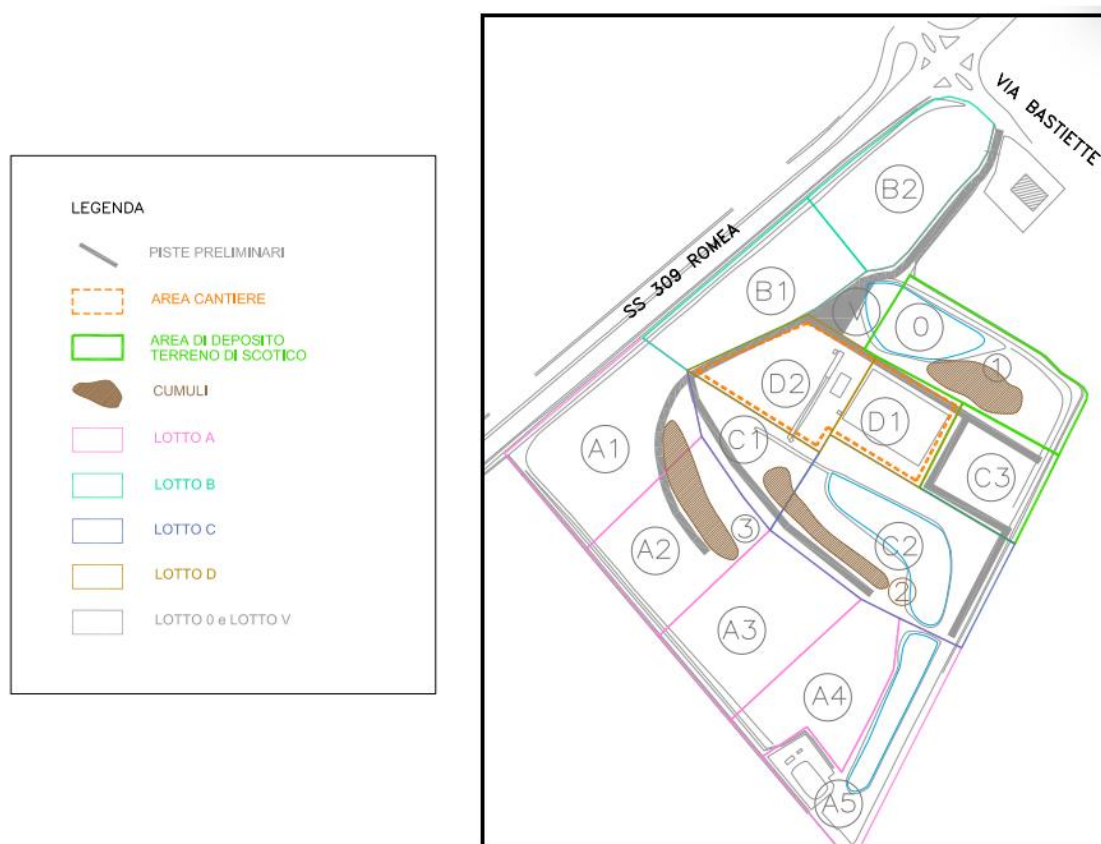 LEGENDA
PISTE PRELIMINARI
AREA CANTIERE
AREA DI DEPOSITO
TERRENO DI SCOTICO
CUMULI
LOTTO A
LOTTO B
LOTTO C
LOTTO D
LOTTO 0 e LOTTO V
VIA BASTIETTE
SS 309 ROMEA
B2
B1
V
0
1
D2
D1
A1
C1
C3
3
A2
C2
2
A3
A4
A5